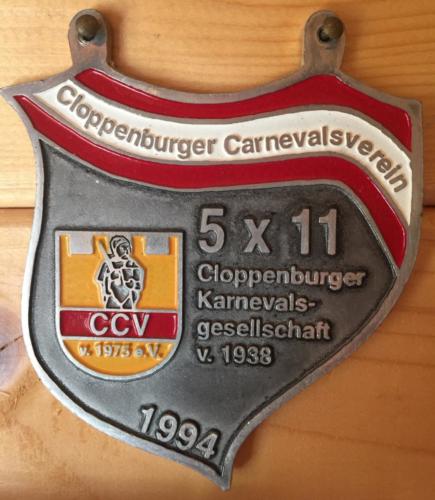 Cloppenburger Carnevalsverein
5 x 11
Cloppenburger
Karnevals-
gesellschaft
v. 1938
CCV
v. 1975 e.V.
1994